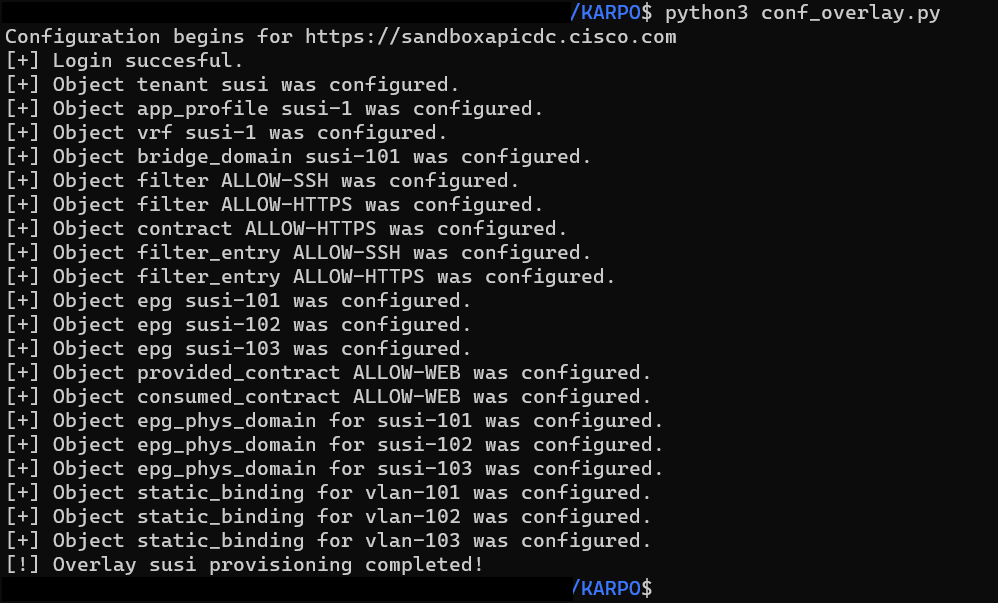 /KARPO$ python3 conf_overlay.py
Configuration begins for https://sandboxapicdc.cisco.com
[+] Login succesful.
[+] Object tenant susi was configured.
[+] Object app_profile susi-1 was configured.
[+] Object vrf susi-1 was configured.
[+] Object bridge_domain susi-101 was configured.
[+] Object filter ALLOW-SSH was configured.
[+] Object filter ALLOW-HTTPS was configured.
[+] Object contract ALLOW-HTTPS was configured.
[+] Object filter_entry ALLOW-SSH was configured.
[+] Object filter_entry ALLOW-HTTPS was configured.
[+] Object epg susi-101 was configured.
[+] Object epg susi-102 was configured.
[+] Object epg susi-103 was configured.
[+] Object provided_contract ALLOW-WEB was configured.
[+] Object consumed_contract ALLOW-WEB was configured.
[+] Object epg_phys_domain for susi-101 was configured.
[+] Object epg_phys_domain for susi-102 was configured.
[+] Object epg_phys_domain for susi-103 was configured.
[+] Object static_binding for vlan-101 was configured.
[+] Object static_binding for vlan-102 was configured.
[+] Object static_binding for vlan-103 was configured.
[!] Overlay susi provisioning completed!
/KARPO$